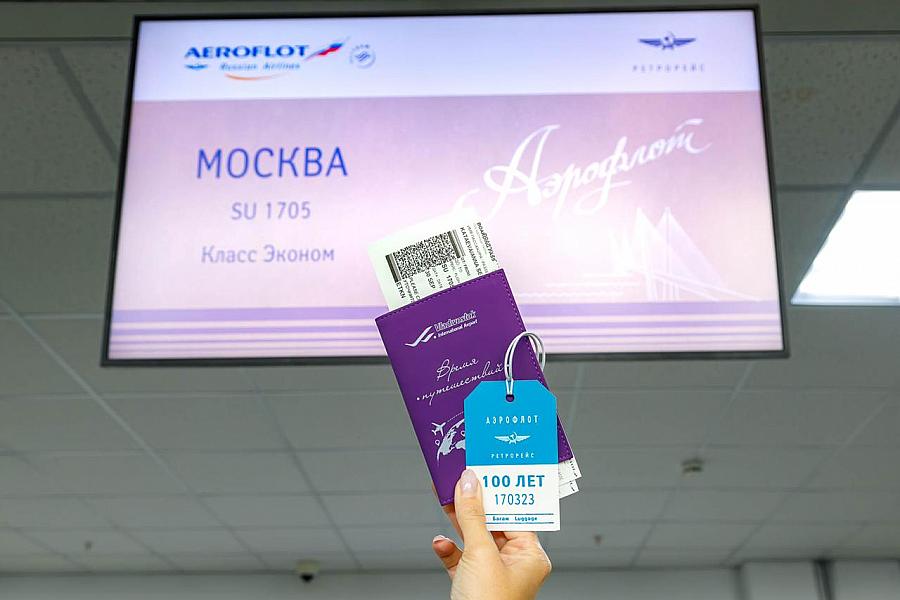 AEROFLOT
Russian Airlines
РЕТРОРЕЙС
МОСКВА
SU 1705
Класс Эконом
Аэрофлот
Vladivostok
International Airport
Время
путешествий
АЭРОФЛОТ
РЕТРОРЕЙС
100 ЛЕТ
170323
Багаж Luggage